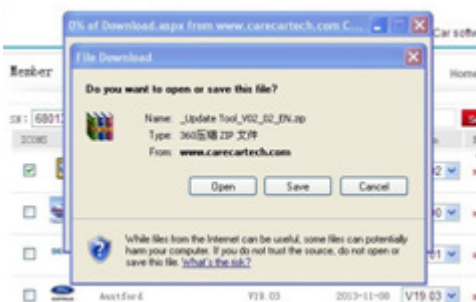 0% of Download.aspx from www.carecartech.com C...
Car softw
File Download
Member
Home
Do you want to open or save this file?
Name: _Update Tool_V02_02_EN.zip
Type: 360压缩 ZIP 文件
From: www.carecartech.com
Open Save Cancel
While files from the Internet can be useful, some files can potentially
harm your computer. If you do not trust the source, do not open or
save this file. What's the risk?
V19.03 2013-11-08 V19.03